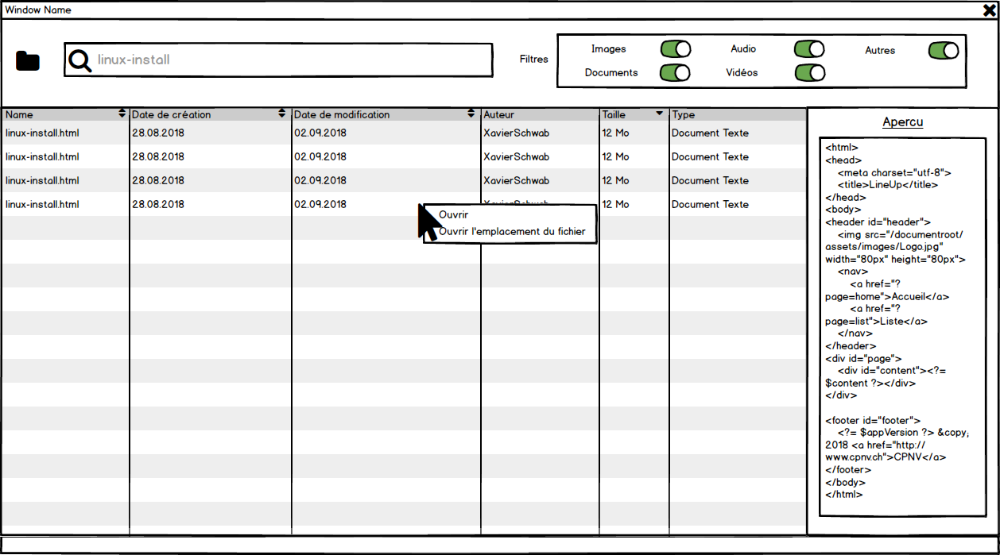 Window Name
linux-install
Filtres
Images
Audio
Autres
Documents
Vidéos
Name Date de création Date de modification Auteur Taille Type
linux-install.html 28.08.2018 02.09.2018 XavierSchwab 12 Mo Document Texte
linux-install.html 28.08.2018 02.09.2018 XavierSchwab 12 Mo Document Texte
linux-install.html 28.08.2018 02.09.2018 XavierSchwab 12 Mo Document Texte
linux-install.html 28.08.2018 02.09.2018 XavierSchwab 12 Mo Document Texte
Ouvrir
Ouvrir l'emplacement du fichier
Apercu
<html>
<head>
<meta charset="utf-8">
<title>LineUp</title>
</head>
<body>
<header id="header">
<img src="/documentroot/
assets/images/Logo.jpg"
width="80px" height="80px">
<nav>
<a href="?
page=home">Accueil</a>
<a href="?
page=list">Liste</a>
</nav>
</header>
<div id="page">
<div id="content"><?=
$content ?></div>
</div>
<footer id="footer">
<?= $appVersion ?> &copy;
2018 <a href="http://
www.cpnv.ch">CPNV</a>
</footer>
</body>
</html>